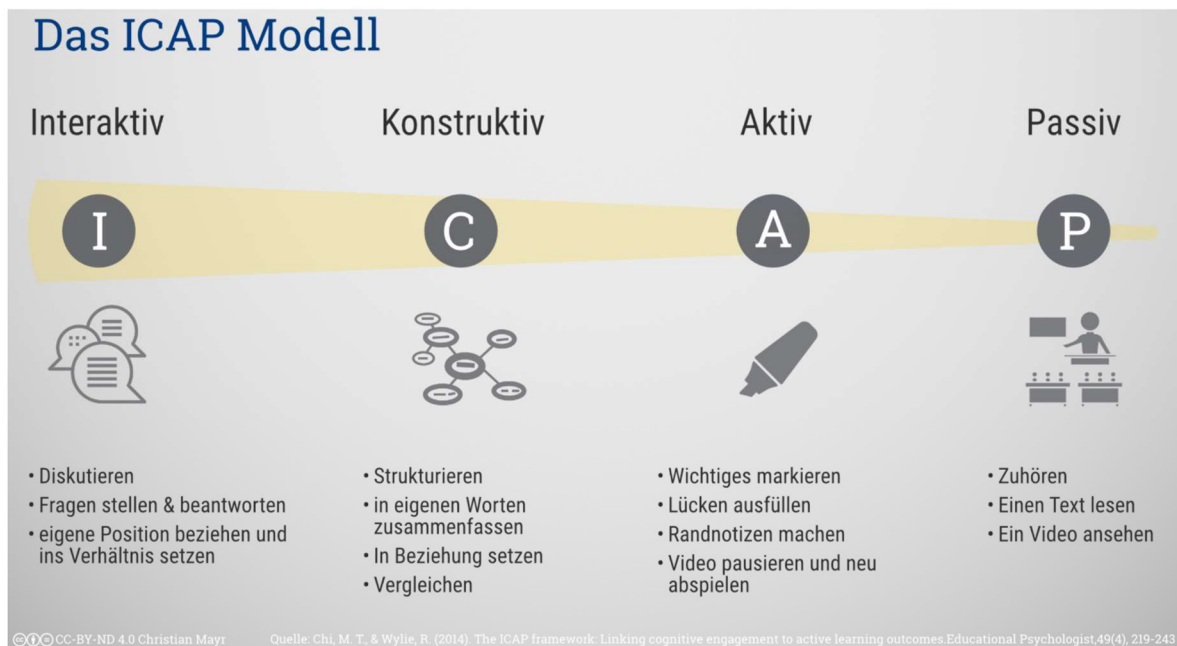 Das ICAP Modell
Interaktiv
Konstruktiv
Aktiv
Passiv
I
C
A
P
• Diskutieren
• Fragen stellen & beantworten
• eigene Position beziehen und
ins Verhältnis setzen
• Strukturieren
• in eigenen Worten
zusammenfassen
• In Beziehung setzen
• Vergleichen
• Wichtiges markieren
• Lücken ausfüllen
• Randnotizen machen
• Video pausieren und neu
abspielen
• Zuhören
• Einen Text lesen
• Ein Video ansehen
CC-BY-ND 4.0 Christian Mayr
Quelle: Chi, M. T., & Wylie, R. (2014). The ICAP framework: Linking cognitive engagement to active learning outcomes.Educational Psychologist,49(4), 219-243